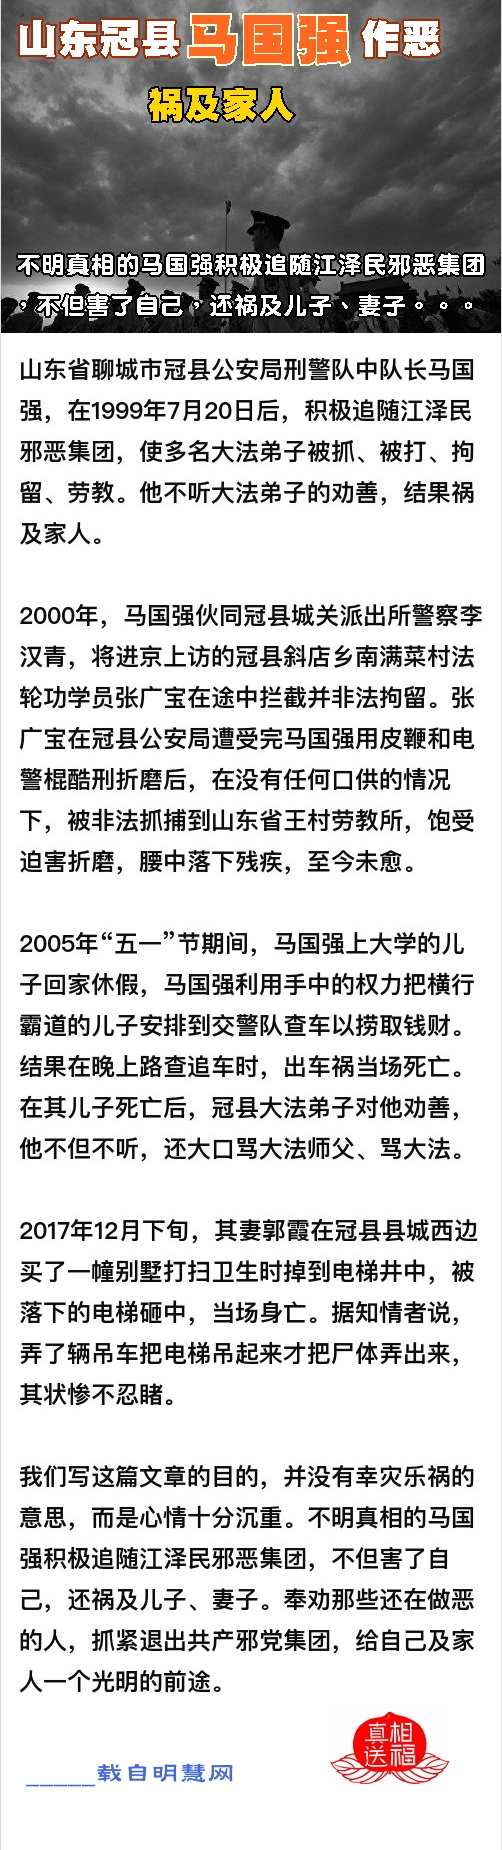 山东冠县马国强作恶
祸及家人
不明真相的马国强积极追随江泽民邪恶集团
，不但害了自己，还祸及儿子、妻子。。。
山东省聊城市冠县公安局刑警队中队长马国
强，在1999年7月20日后，积极追随江泽民
邪恶集团，使多名大法弟子被抓、被打、拘
留、劳教。他不听大法弟子的劝善，结果祸
及家人。
2000年，马国强伙同冠县城关派出所警察李
汉青，将进京上访的冠县斜店乡南满菜村法
轮功学员张广宝在途中拦截并非法拘留。张
广宝在冠县公安局遭受完马国强用皮鞭和电
警棍酷刑折磨后，在没有任何口供的情况
下，被非法抓捕到山东省王村劳教所，饱受
迫害折磨，腰中落下残疾，至今未愈。
2005年“五一”节期间，马国强上大学的儿
子回家休假，马国强利用手中的权力把横行
霸道的儿子安排到交警队查车以捞取钱财。
结果在晚上路查追车时，出车祸当场死亡。
在其儿子死亡后，冠县大法弟子对他劝善，
他不但不听，还大口骂大法师父、骂大法。
2017年12月下旬，其妻郭霞在冠县县城西边
买了一幢别墅打扫卫生时掉到电梯井中，被
落下的电梯砸中，当场身亡。据知情者说，
弄了辆吊车把电梯吊起来才把尸体弄出来，
其状惨不忍睹。
我们写这篇文章的目的，并没有幸灾乐祸的
意思，而是心情十分沉重。不明真相的马国
强积极追随江泽民邪恶集团，不但害了自
己，还祸及儿子、妻子。奉劝那些还在做恶
的人，抓紧退出共产邪党集团，给自己及家
人一个光明的前途。
真相
送福
_____载自明慧网